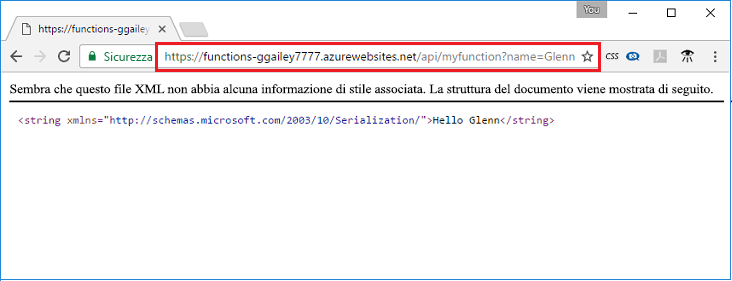 You
https://functions-ggailey
Sicurezza
https://functions-ggailey7777.azurewebsites.net/api/myfunction?name=Glenn
CSS
Sembra che questo file XML non abbia alcuna informazione di stile associata. La struttura del documento viene mostrata di seguito.
<string xmlns="http://schemas.microsoft.com/2003/10/Serialization/">Hello Glenn</string>